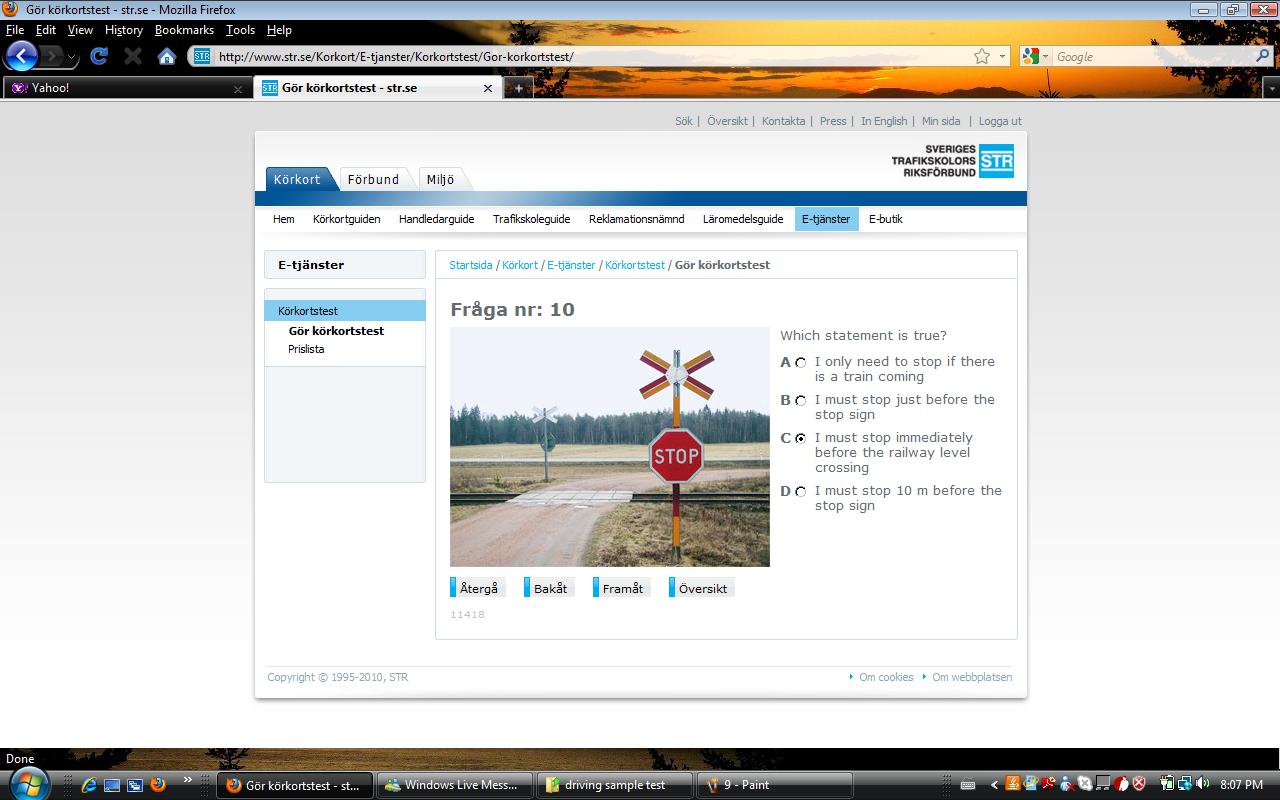 Gör körkortstest - str.se - Mozilla Firefox
File Edit View History Bookmarks Tools Help
STR http://www.str.se/Korkort/E-tjanster/Korkortstest/Gor-korkortstest/ Google
Yahoo! STR Gör körkortstest - str.se
Sök | Översikt | Kontakta | Press | In English | Min sida | Logga ut
SVERIGES
TRAFIKSKOLORS STR
RIKSFÖRBUND
Körkort Förbund Miljö
Hem Körkortguiden Handledarguide Trafikskoleguide Reklamationsnämnd Läromedelsguide E-tjänster E-butik
E-tjänster
Körkortstest
Gör körkortstest
Prislista
Startsida / Körkort / E-tjänster / Körkortstest / Gör körkortstest
Fråga nr: 10
STOP
Which statement is true?
A I only need to stop if there
is a train coming
B I must stop just before the
stop sign
C I must stop immediately
before the railway level
crossing
D I must stop 10 m before the
stop sign
Återgå Bakåt Framåt Översikt
11418
Copyright © 1995-2010, STR Om cookies Om webbplatsen
Done
Gör körkortstest - st... Windows Live Mess... driving sample test 9 - Paint 8:07 PM